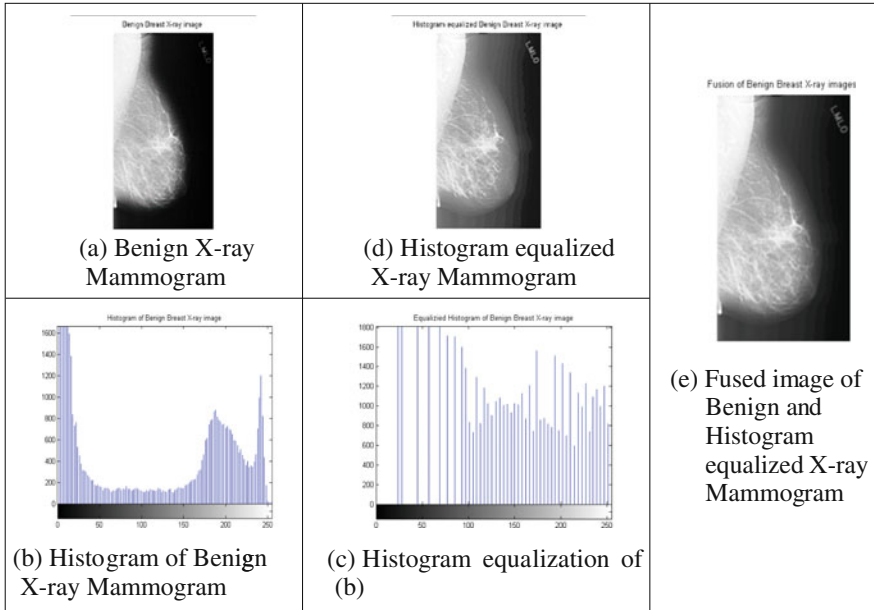 Benign Breast X-ray image
LMLO
(a) Benign X-ray
Mammogram
Histogram equalized Benign Breast X-ray image
LMLO
(d) Histogram equalized
X-ray Mammogram
Fusion of Benign Breast X-ray images
LMLO
(e) Fused image of
Benign and
Histogram
equalized X-ray
Mammogram
Histogram of Benign Breast X-ray image
1600
1400
1200
1000
800
600
400
200
0
0 50 100 150 200 250
(b) Histogram of Benign
X-ray Mammogram
Equalizied Histogram of Benign Breast X-ray image
1800
1600
1400
1200
1000
800
600
400
200
0
0 50 100 150 200 250
(c) Histogram equalization of
(b)